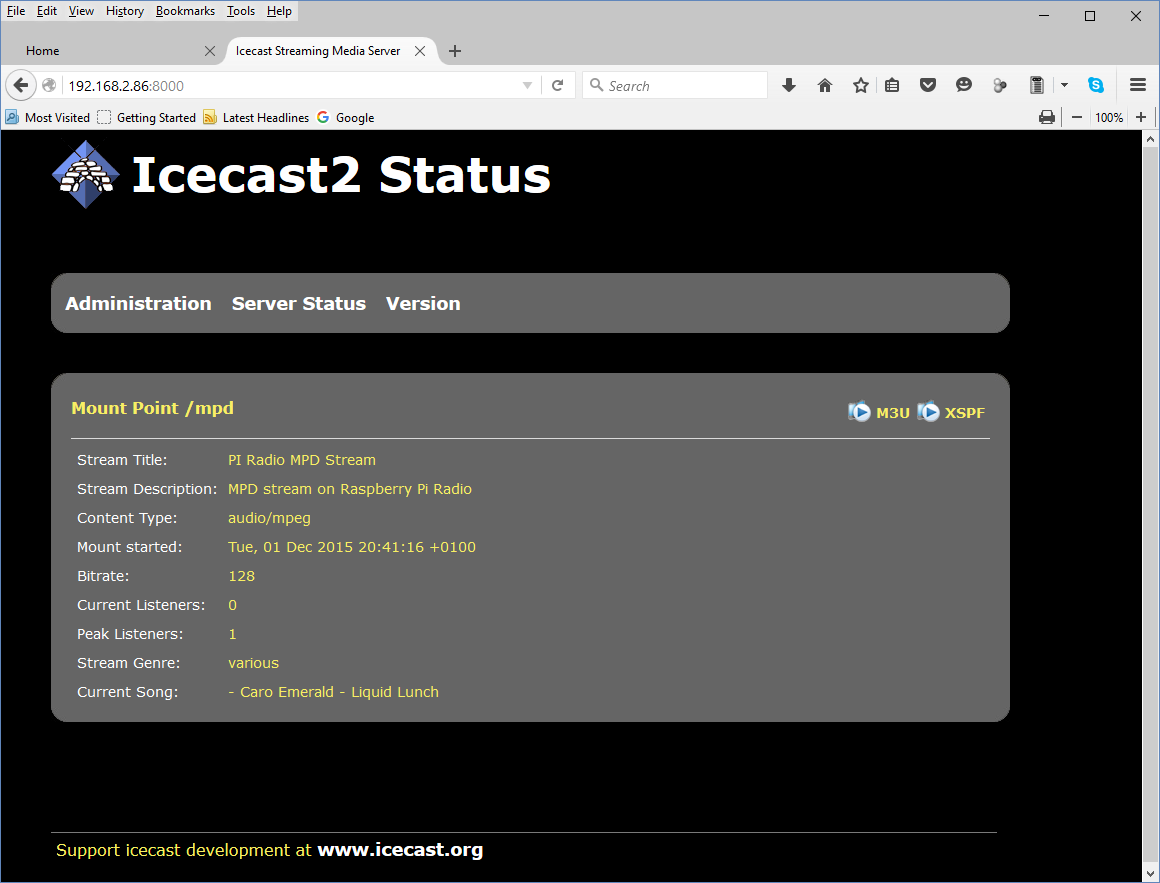 File Edit View History Bookmarks Tools Help
Home Icecast Streaming Media Server
192.168.2.86:8000 Search
Most Visited Getting Started Latest Headlines Google 100%
Icecast2 Status
Administration Server Status Version
Mount Point /mpd M3U XSPF
Stream Title: PI Radio MPD Stream
Stream Description: MPD stream on Raspberry Pi Radio
Content Type: audio/mpeg
Mount started: Tue, 01 Dec 2015 20:41:16 +0100
Bitrate: 128
Current Listeners: 0
Peak Listeners: 1
Stream Genre: various
Current Song: - Caro Emerald - Liquid Lunch
Support icecast development at www.icecast.org